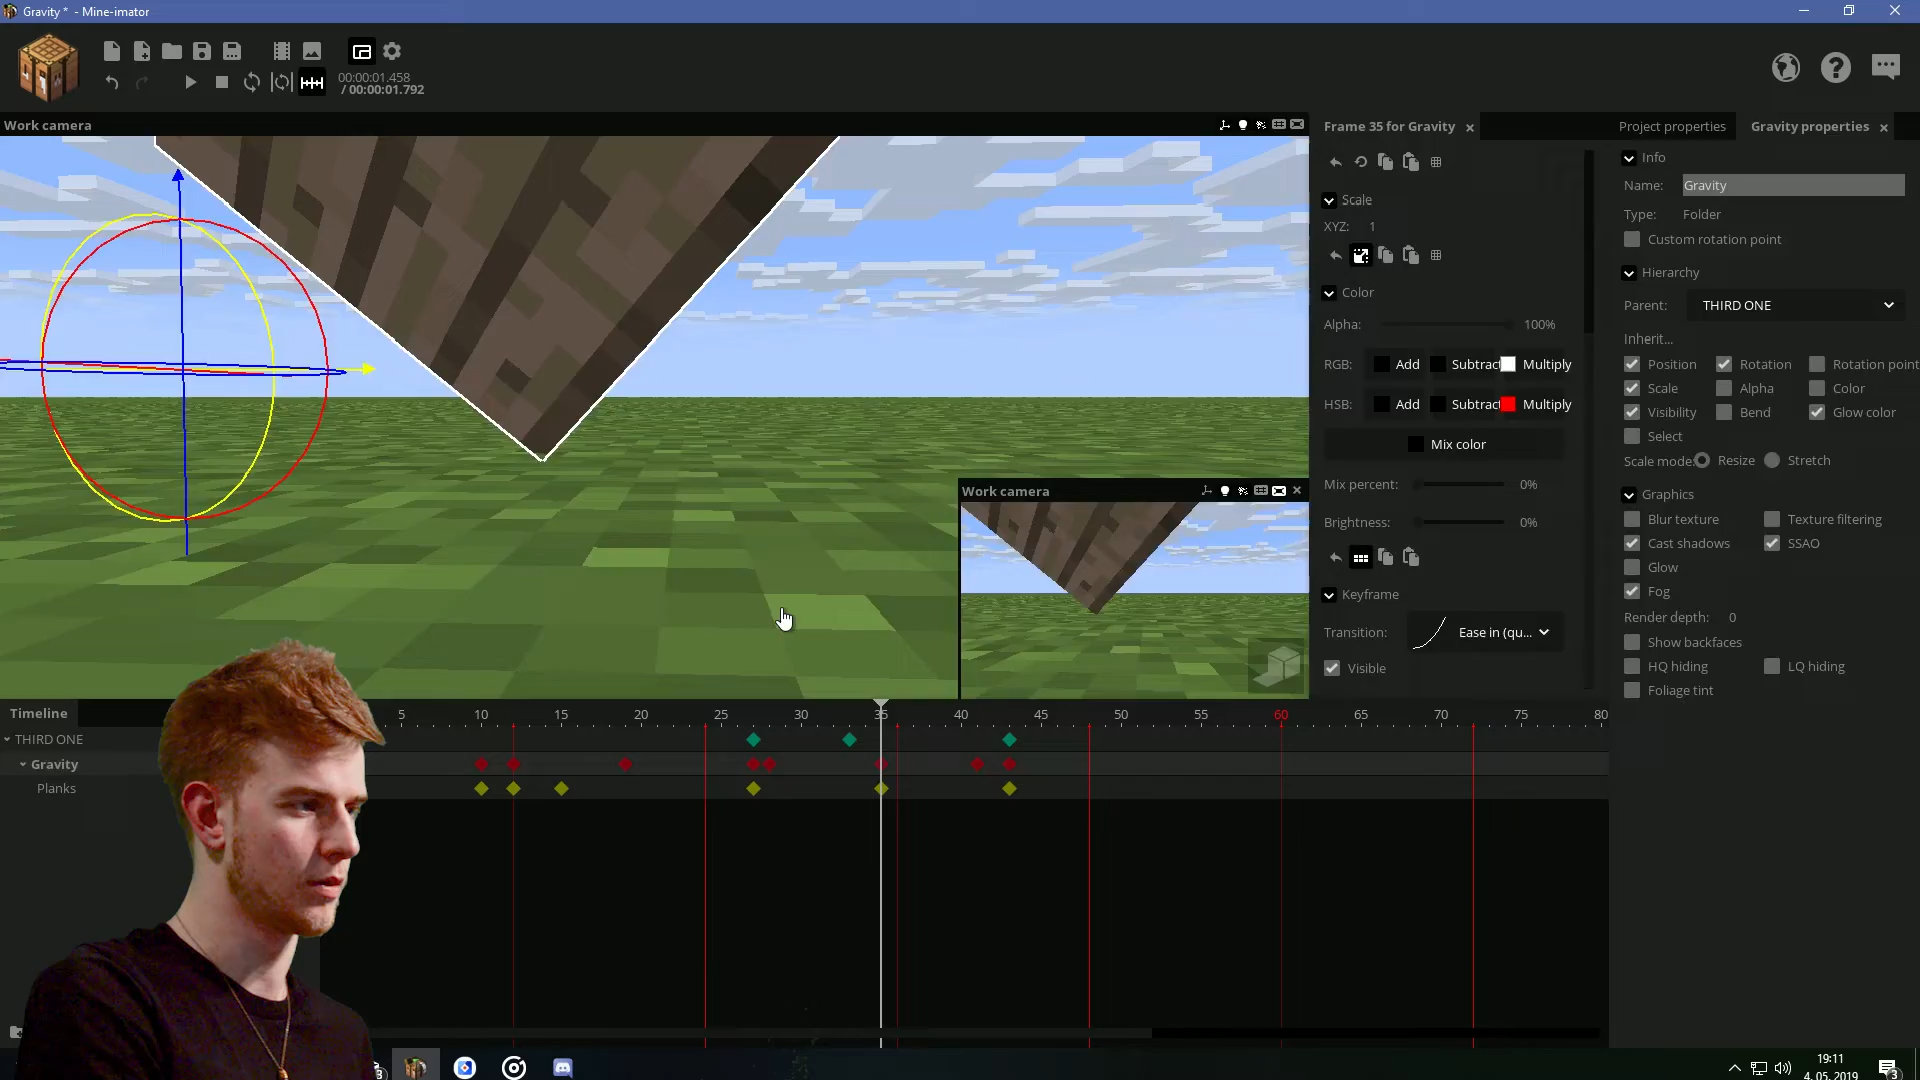 Gravity * - Mine-imator
00:00:01.458
/ 00:00:01.792
Work camera
Work camera
Frame 35 for Gravity
Scale
XYZ: 1
Color
Alpha: 100%
RGB: Add Subtract Multiply
HSB: Add Subtract Multiply
Mix color
Mix percent: 0%
Brightness: 0%
Keyframe
Transition: Ease in (qu...
Visible
Project properties
Gravity properties
Info
Name: Gravity
Type: Folder
Custom rotation point
Hierarchy
Parent: THIRD ONE
Inherit...
Position Rotation Rotation point
Scale Alpha Color
Visibility Bend Glow color
Select
Scale mode: Resize Stretch
Graphics
Blur texture Texture filtering
Cast shadows SSAO
Glow
Fog
Render depth: 0
Show backfaces
HQ hiding LQ hiding
Foliage tint
Timeline
5 10 15 20 25 30 35 40 45 50 55 60 65 70 75 80
THIRD ONE
Gravity
Planks
3
19:11
4. 05. 2019
3